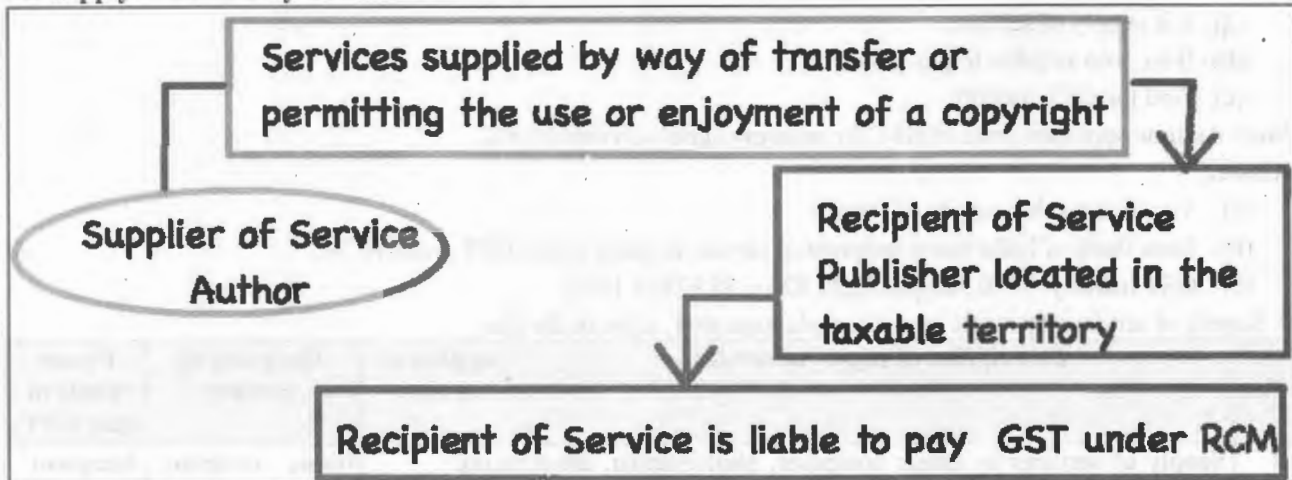 Services supplied by way of transfer or
permitting the use or enjoyment of a copyright
Supplier of Service
Author
Recipient of Service
Publisher located in the
taxable territory
Recipient of Service is liable to pay GST under RCM